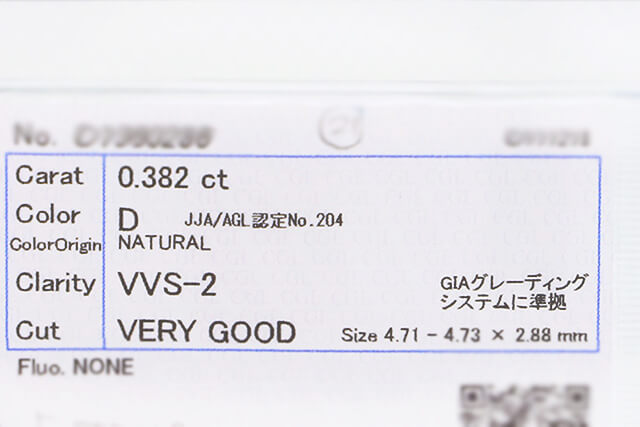 No.
Carat 0.382 ct
Color D JJA/AGL認定No.204
ColorOrigin NATURAL
Clarity VVS-2 GIAグレーディング
システムに準拠
Cut VERY GOOD Size 4.71 - 4.73 × 2.88 mm
Fluo. NONE